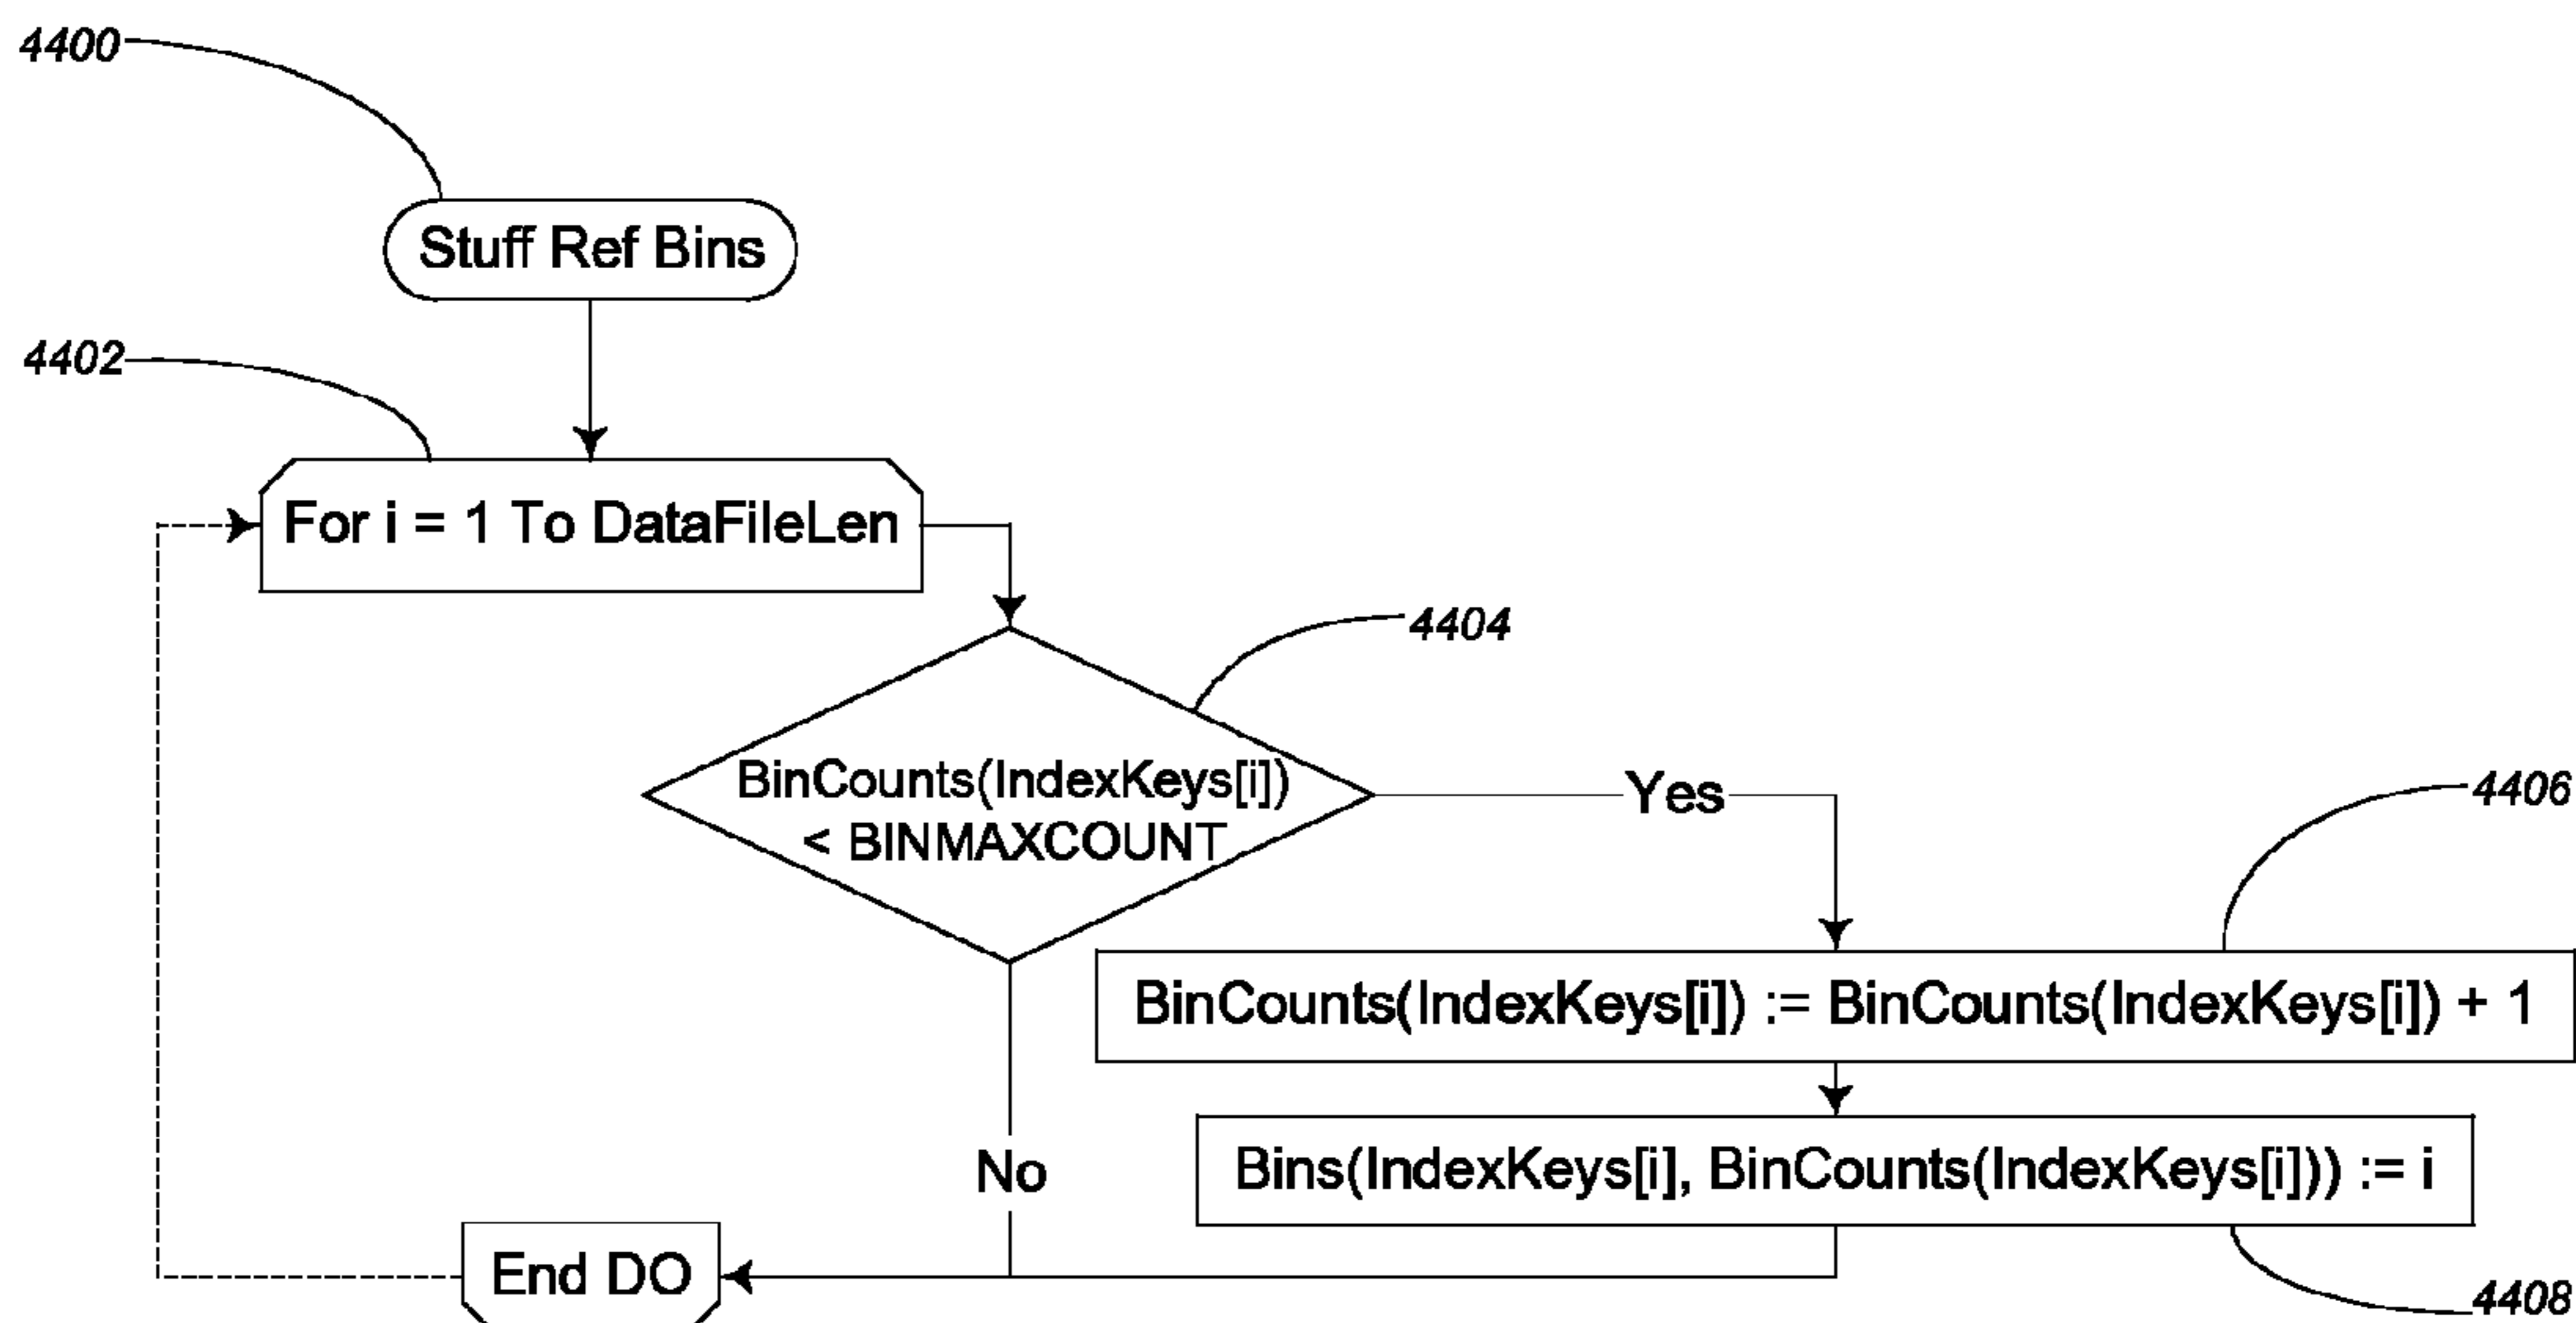 4400
Stuff Ref Bins
4402
For i = 1 To DataFileLen
4404
BinCounts(IndexKeys[i])
< BINMAXCOUNT
Yes
4406
BinCounts(IndexKeys[i]) := BinCounts(IndexKeys[i]) + 1
No
Bins(IndexKeys[i], BinCounts(IndexKeys[i])) := i
End DO
4408